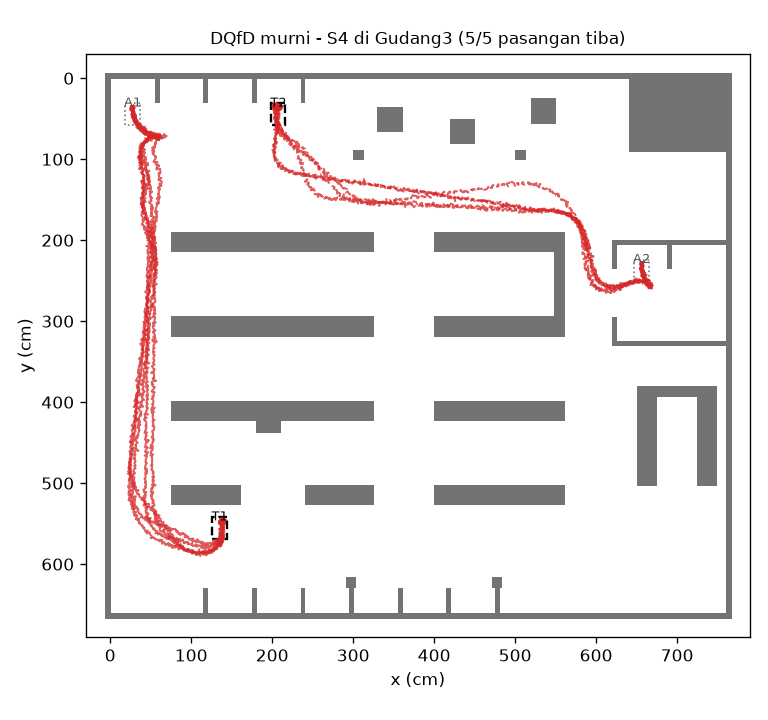 DQfD murni - S4 di Gudang3 (5/5 pasangan tiba)
y (cm)
0
100
200
300
400
500
600
A1
T2
A2
T1
0 100 200 300 400 500 600 700
x (cm)